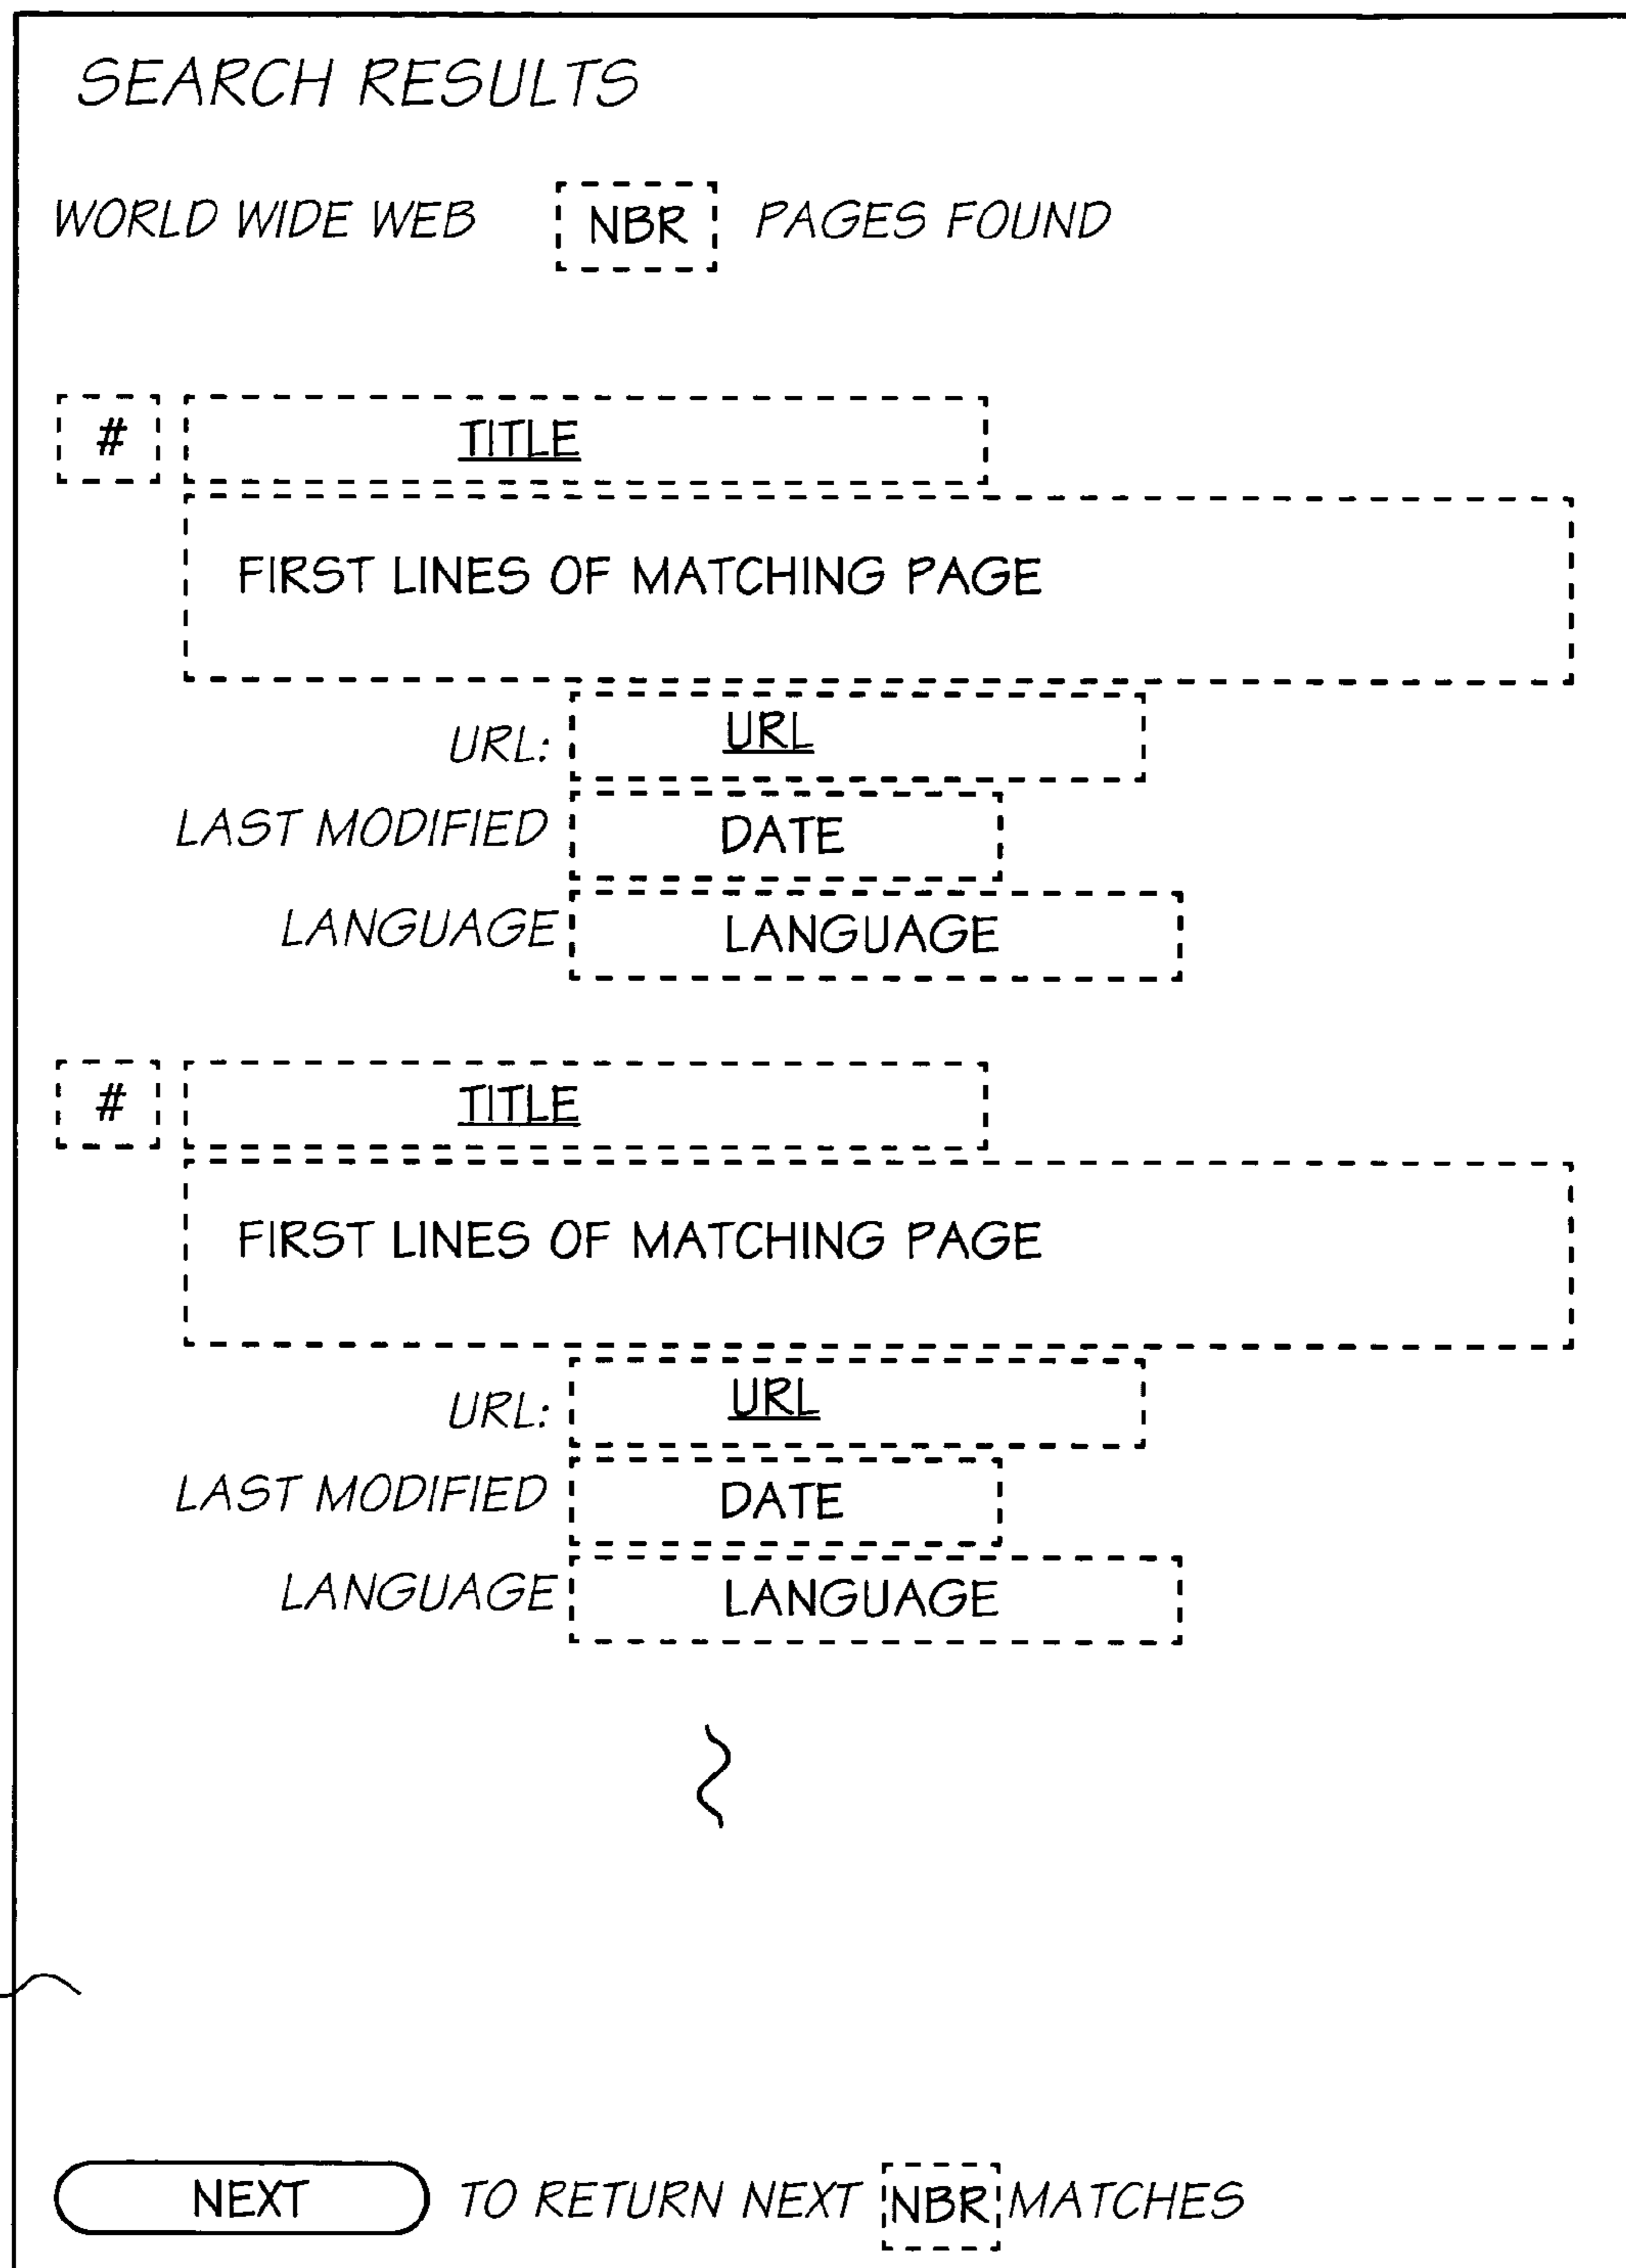 SEARCH RESULTS
WORLD WIDE WEB NBR PAGES FOUND
# TITLE
FIRST LINES OF MATCHING PAGE
URL: URL
LAST MODIFIED DATE
LANGUAGE LANGUAGE
# TITLE
FIRST LINES OF MATCHING PAGE
URL: URL
LAST MODIFIED DATE
LANGUAGE LANGUAGE
NEXT TO RETURN NEXT NBR MATCHES